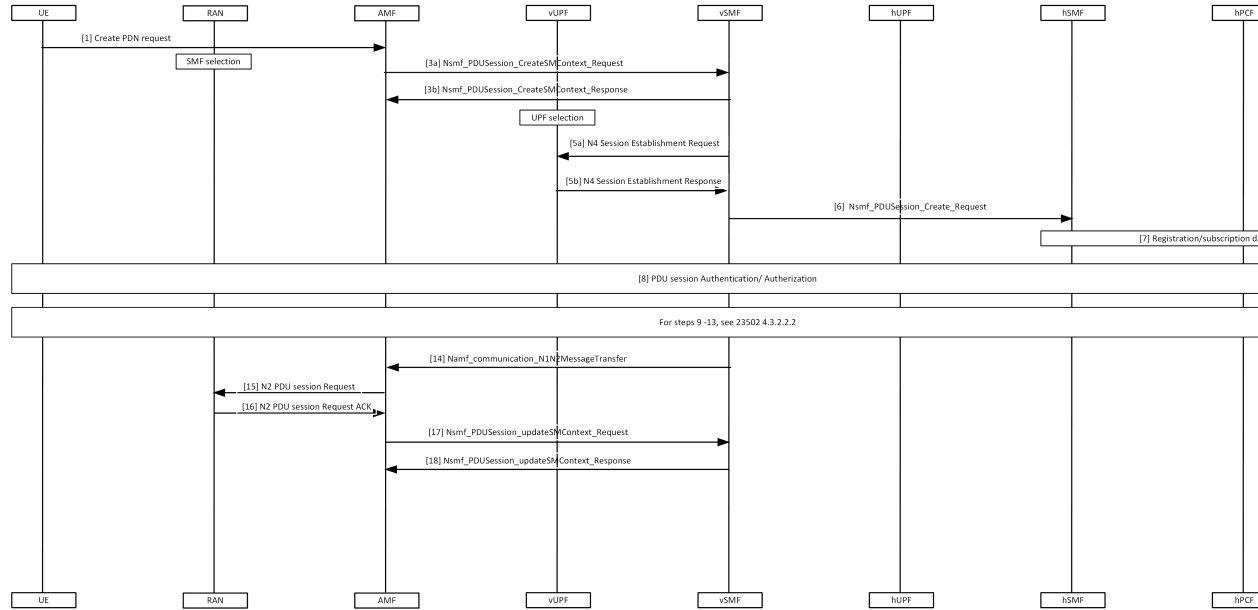 UE RAN AMF vUPF vSMF hUPF hSMF hPCF
[1] Create PDN request
SMF selection
[3a] Nsmf_PDUSession_CreateSMContext_Request
[3b] Nsmf_PDUSession_CreateSMContext_Response
UPF selection
[5a] N4 Session Establishment Request
[5b] N4 Session Establishment Response
[6] Nsmf_PDUSession_Create_Request
[7] Registration/subscription d
[8] PDU session Authentication/ Autherization
For steps 9 -13, see 23502 4.3.2.2.2
[14] Namf_communication_N1N2MessageTransfer
[15] N2 PDU session Request
[16] N2 PDU session Request ACK
[17] Nsmf_PDUSession_updateSMContext_Request
[18] Nsmf_PDUSession_updateSMContext_Response
UE RAN AMF vUPF vSMF hUPF hSMF hPCF